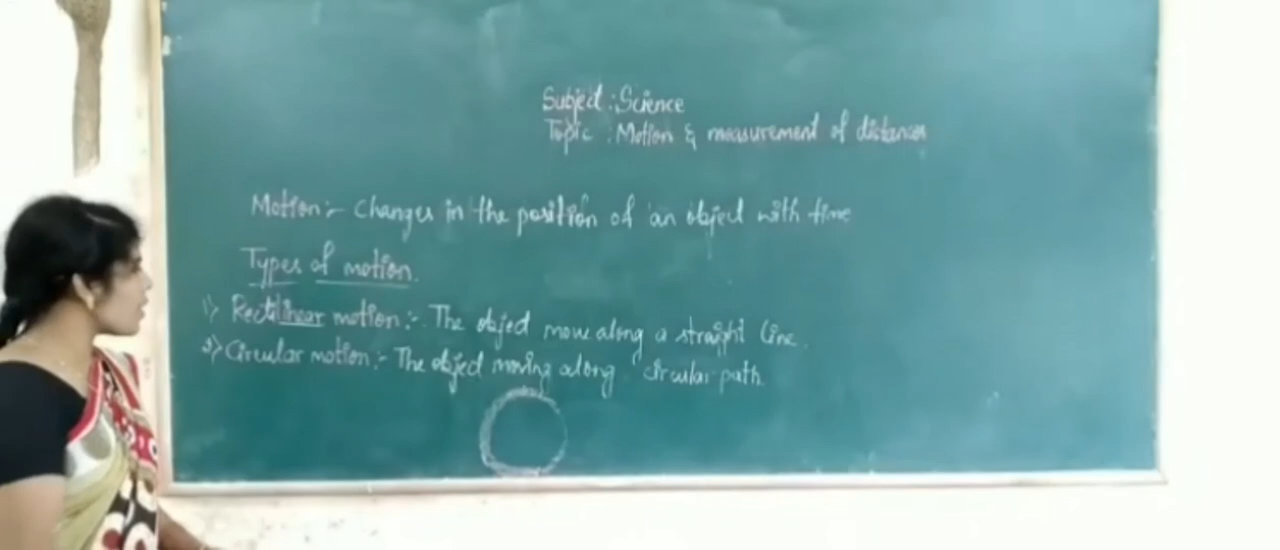 Subject : Science
Topic : Motion & measurement of distances
Motion :- Changes in the position of an object with time
Types of motion.
1) Rectilinear motion :- The object move along a straight line.
2) Circular motion :- The object moving along circular path.